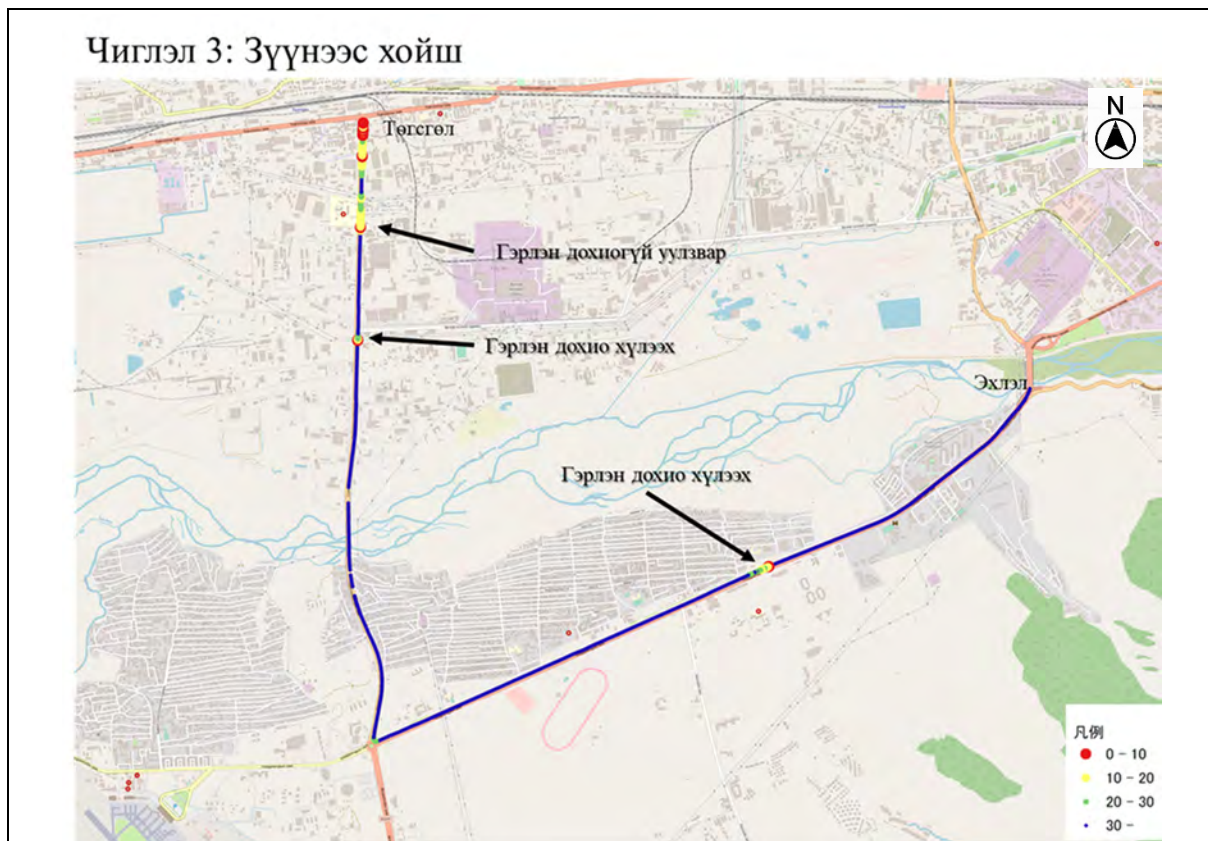 Чиглэл 3: Зүүнээс хойш
N
Төгсгөл
Гэрлэн дохиогүй уулзвар
Гэрлэн дохио хүлээх
Эхлэл
Гэрлэн дохио хүлээх
凡例
0 - 10
10 - 20
20 - 30
30 -